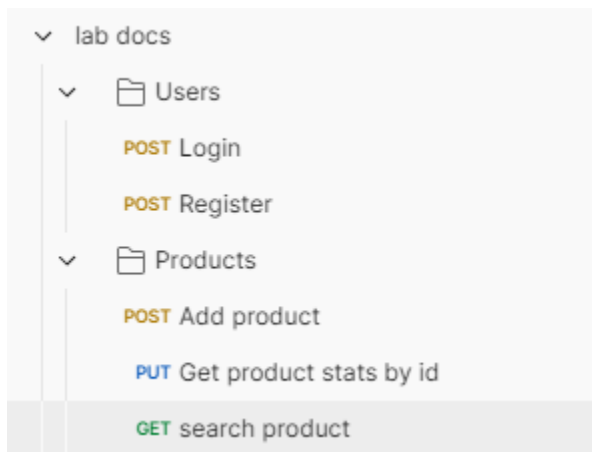 lab docs
Users
POST Login
POST Register
Products
POST Add product
PUT Get product stats by id
GET search product